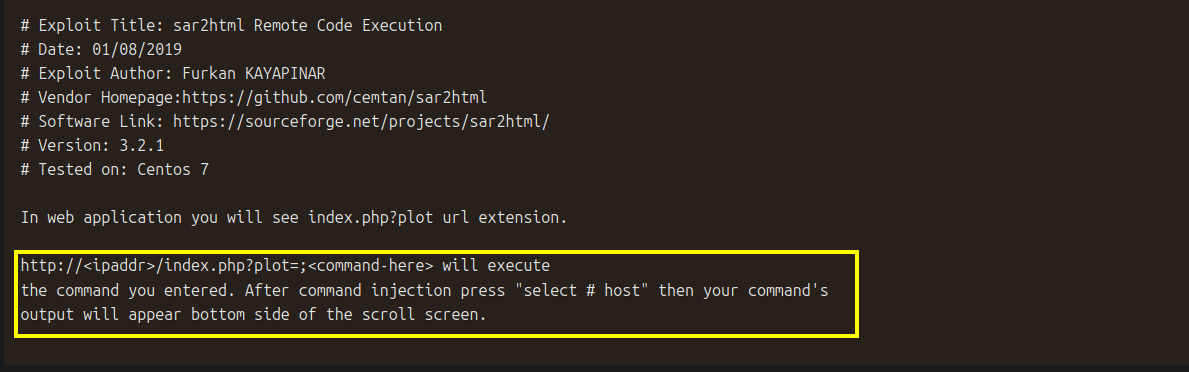 # Exploit Title: sar2html Remote Code Execution
# Date: 01/08/2019
# Exploit Author: Furkan KAYAPINAR
# Vendor Homepage:https://github.com/cemtan/sar2html
# Software Link: https://sourceforge.net/projects/sar2html/
# Version: 3.2.1
# Tested on: Centos 7
In web application you will see index.php?plot url extension.
http://<ipaddr>/index.php?plot=;<command-here> will execute
the command you entered. After command injection press "select # host" then your command's
output will appear bottom side of the scroll screen.